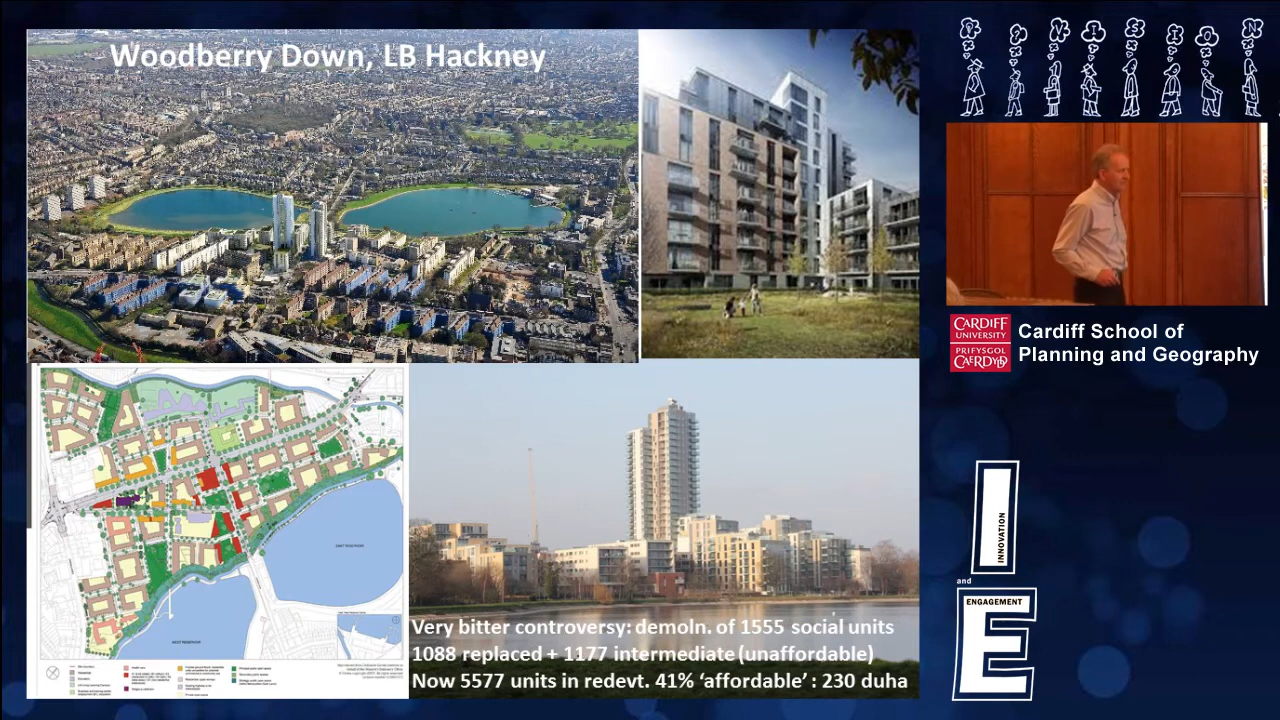 Woodberry Down, LB Hackney
Very bitter controversy: demoln. of 1555 social units
1088 replaced + 1177 intermediate (unaffordable)
Now 5577 units in redevt. 41% ‘affordable’ : 230 duha
EAST RESERVOIR
WEST RESERVOIR
CARDIFF
UNIVERSITY
PRIFYSGOL
CAERDYDD
Cardiff School of
Planning and Geography
INNOVATION
and
ENGAGEMENT